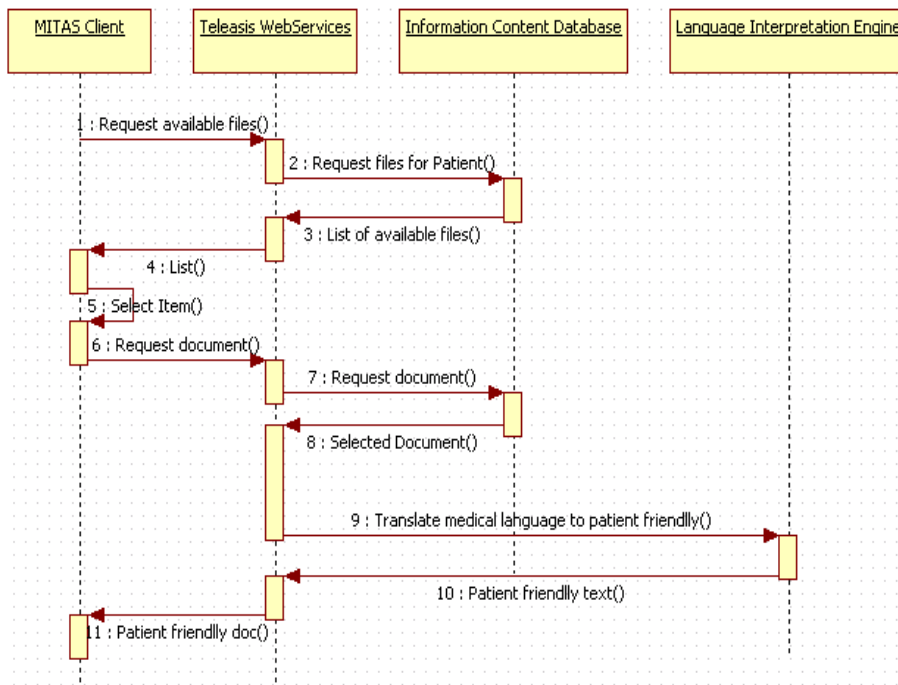 MITAS Client
Teleasis WebServices
Information Content Database
Language Interpretation Engine
1 : Request available files()
2 : Request files for Patient()
3 : List of available files()
4 : List()
5 : Select Item()
6 : Request document()
7 : Request document()
8 : Selected Document()
9 : Translate medical language to patient friendlly()
10 : Patient friendlly text()
11 : Patient friendlly doc()